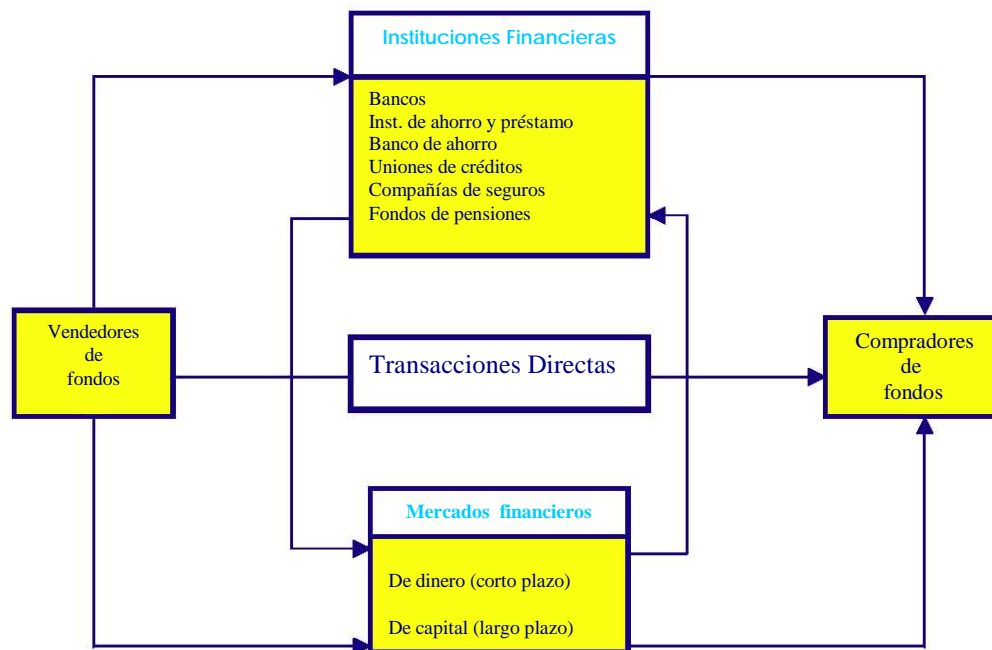 Instituciones Financieras
Bancos
Inst. de ahorro y préstamo
Banco de ahorro
Uniones de créditos
Compañías de seguros
Fondos de pensiones
Vendedores
de
fondos
Transacciones Directas
Compradores
de
fondos
Mercados financieros
De dinero (corto plazo)
De capital (largo plazo)